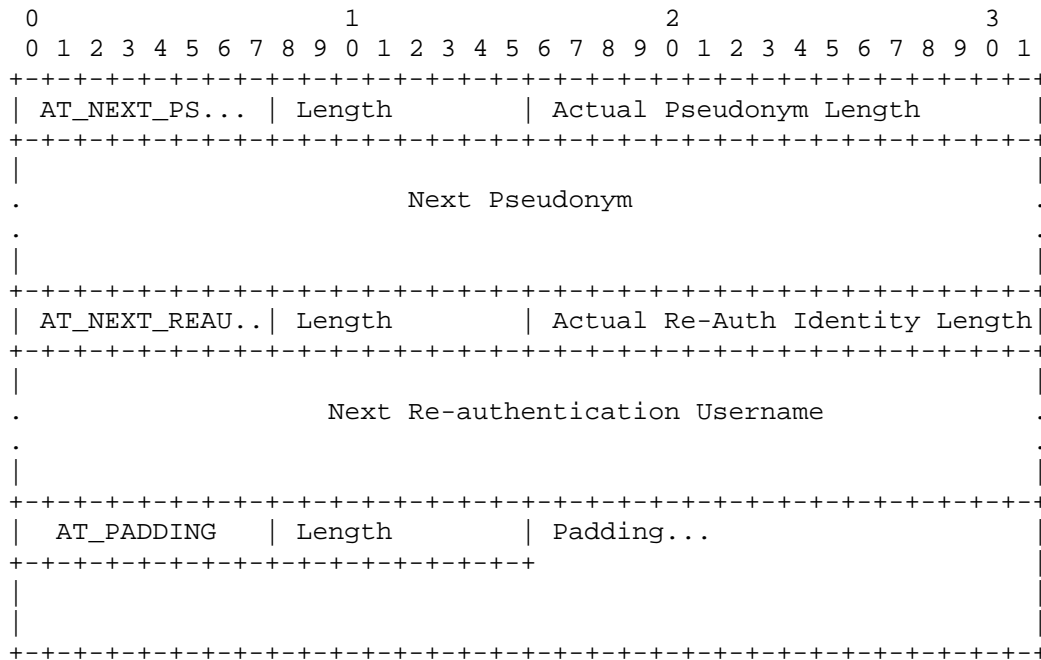 0                   1                   2                   3
0 1 2 3 4 5 6 7 8 9 0 1 2 3 4 5 6 7 8 9 0 1 2 3 4 5 6 7 8 9 0 1
+-+-+-+-+-+-+-+-+-+-+-+-+-+-+-+-+-+-+-+-+-+-+-+-+-+-+-+-+-+-+-+-+
| AT_NEXT_PS... | Length        | Actual Pseudonym Length       |
+-+-+-+-+-+-+-+-+-+-+-+-+-+-+-+-+-+-+-+-+-+-+-+-+-+-+-+-+-+-+-+-+
|                                                               |
.                        Next Pseudonym                         .
.                                                               .
|                                                               |
+-+-+-+-+-+-+-+-+-+-+-+-+-+-+-+-+-+-+-+-+-+-+-+-+-+-+-+-+-+-+-+-+
| AT_NEXT_REAU..| Length        | Actual Re-Auth Identity Length|
+-+-+-+-+-+-+-+-+-+-+-+-+-+-+-+-+-+-+-+-+-+-+-+-+-+-+-+-+-+-+-+-+
|                                                               |
.                   Next Re-authentication Username             .
.                                                               .
|                                                               |
+-+-+-+-+-+-+-+-+-+-+-+-+-+-+-+-+-+-+-+-+-+-+-+-+-+-+-+-+-+-+-+-+
|  AT_PADDING   | Length        | Padding...                    |
+-+-+-+-+-+-+-+-+-+-+-+-+-+-+-+-+                               |
|                                                               |
|                                                               |
+-+-+-+-+-+-+-+-+-+-+-+-+-+-+-+-+-+-+-+-+-+-+-+-+-+-+-+-+-+-+-+-+